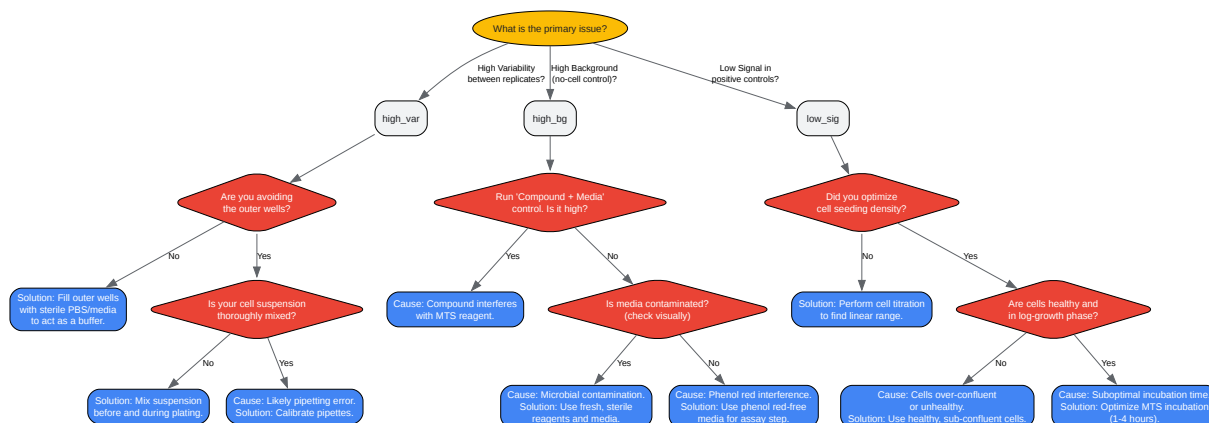 What is the primary issue?
High Variability
between replicates?
High Background
(no-cell control)?
Low Signal in
positive controls?
high_var
high_bg
low_sig
Are you avoiding
the outer wells?
Run 'Compound + Media'
control. Is it high?
Did you optimize
cell seeding density?
No
Yes
Yes
No
No
Yes
Solution: Fill outer wells
with sterile PBS/media
to act as a buffer.
Is your cell suspension
thoroughly mixed?
Cause: Compound interferes
with MTS reagent.
Is media contaminated?
(check visually)
Solution: Perform cell titration
to find linear range.
Are cells healthy and
in log-growth phase?
No
Yes
Yes
No
No
Yes
Solution: Mix suspension
before and during plating.
Cause: Likely pipetting error.
Solution: Calibrate pipettes.
Cause: Microbial contamination.
Solution: Use fresh, sterile
reagents and media.
Cause: Phenol red interference.
Solution: Use phenol red-free
media for assay step.
Cause: Cells over-confluent
or unhealthy.
Solution: Use healthy, sub-confluent cells.
Cause: Suboptimal incubation time.
Solution: Optimize MTS incubation
(1-4 hours).